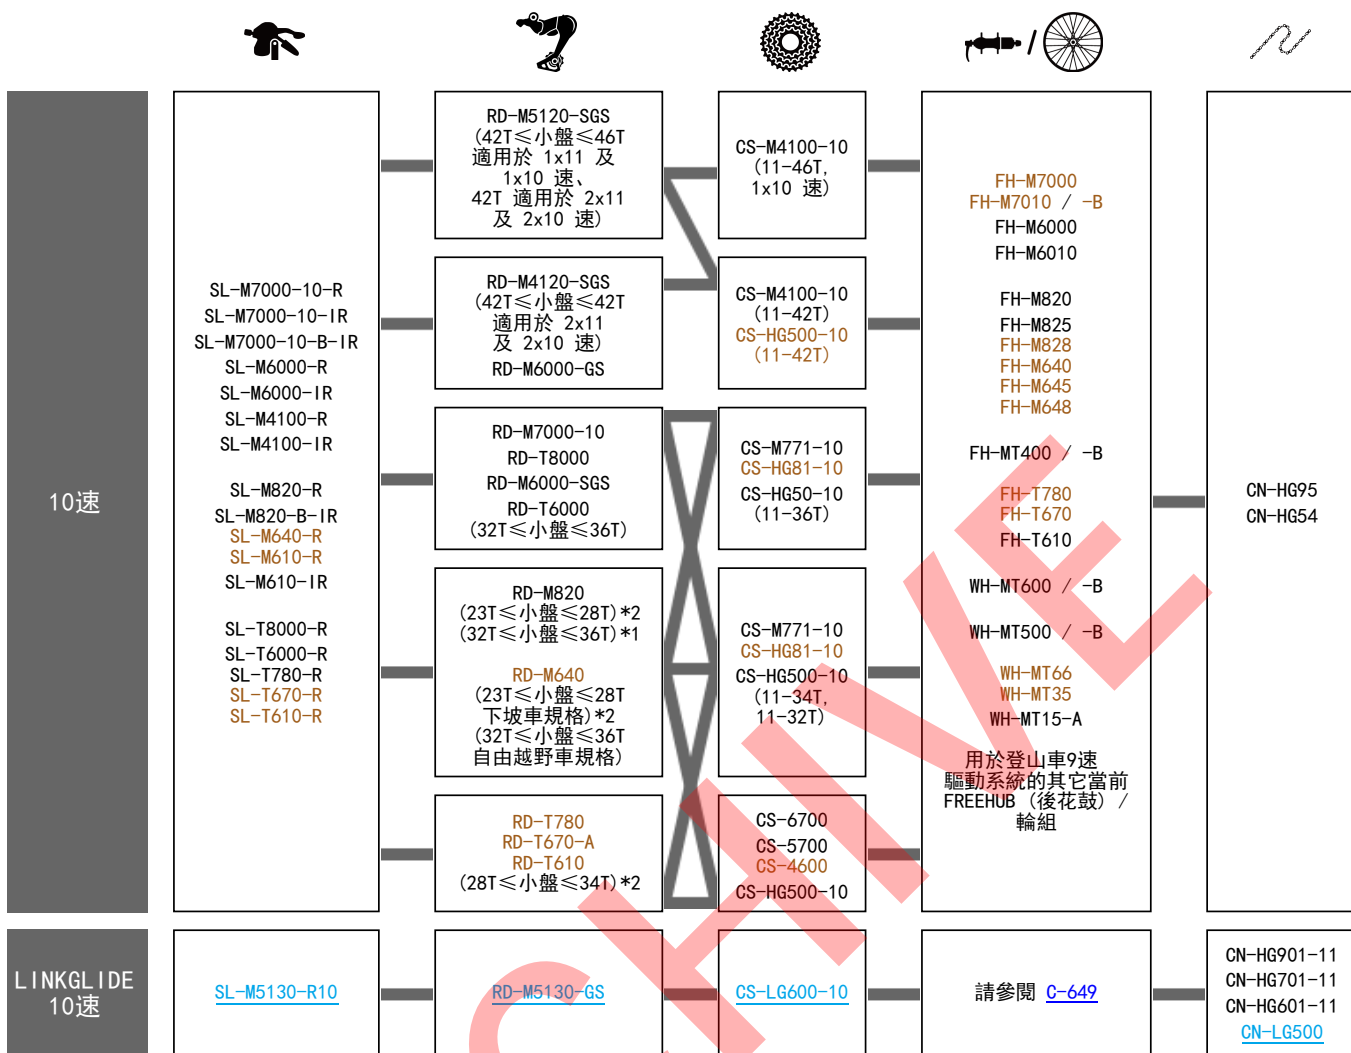 10速
SL-M7000-10-R
SL-M7000-10-IR
SL-M7000-10-B-IR
SL-M6000-R
SL-M6000-IR
SL-M4100-R
SL-M4100-IR
SL-M820-R
SL-M820-B-IR
SL-M640-R
SL-M610-R
SL-M610-IR
SL-T8000-R
SL-T6000-R
SL-T780-R
SL-T670-R
SL-T610-R
RD-M5120-SGS
(42T≤小盤≤46T
適用於 1x11 及
1x10 速、
42T 適用於 2x11
及 2x10 速)
RD-M4120-SGS
(42T≤小盤≤42T
適用於 2x11
及 2x10 速)
RD-M6000-GS
RD-M7000-10
RD-T8000
RD-M6000-SGS
RD-T6000
(32T≤小盤≤36T)
RD-M820
(23T≤小盤≤28T)*2
(32T≤小盤≤36T)*1
RD-M640
(23T≤小盤≤28T
下坡車規格)*2
(32T≤小盤≤36T
自由越野車規格)
RD-T780
RD-T670-A
RD-T610
(28T≤小盤≤34T)*2
CS-M4100-10
(11-46T,
1x10 速)
CS-M4100-10
(11-42T)
CS-HG500-10
(11-42T)
CS-M771-10
CS-HG81-10
CS-HG50-10
(11-36T)
CS-M771-10
CS-HG81-10
CS-HG500-10
(11-34T,
11-32T)
CS-6700
CS-5700
CS-4600
CS-HG500-10
FH-M7000
FH-M7010 / -B
FH-M6000
FH-M6010
FH-M820
FH-M825
FH-M828
FH-M640
FH-M645
FH-M648
FH-MT400 / -B
FH-T780
FH-T670
FH-T610
WH-MT600 / -B
WH-MT500 / -B
WH-MT66
WH-MT35
WH-MT15-A
用於登山車9速
驅動系統的其它當前
FREEHUB (後花鼓) /
輪組
CN-HG95
CN-HG54
LINKGLIDE
10速
SL-M5130-R10
RD-M5130-GS
CS-LG600-10
請參閱 C-649
CN-HG901-11
CN-HG701-11
CN-HG601-11
CN-LG500
CHIVE